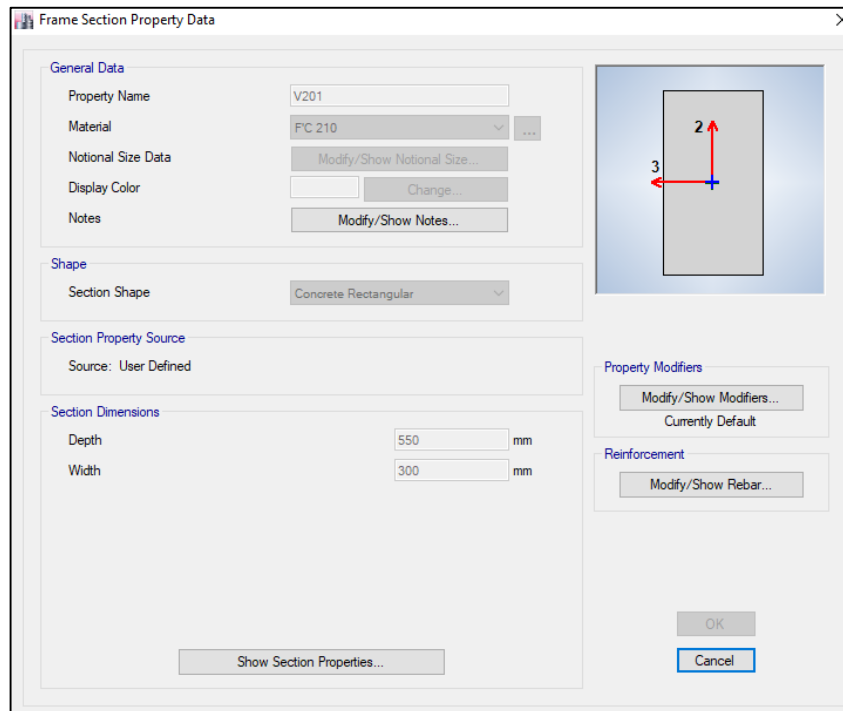 Frame Section Property Data
General Data
Property Name V201
Material F'C 210 ...
Notional Size Data Modify/Show Notional Size...
Display Color Change...
Notes Modify/Show Notes...
Shape
Section Shape Concrete Rectangular
Section Property Source
Source: User Defined
Section Dimensions
Depth 550 mm
Width 300 mm
Show Section Properties...
2
3
Property Modifiers
Modify/Show Modifiers...
Currently Default
Reinforcement
Modify/Show Rebar...
OK
Cancel